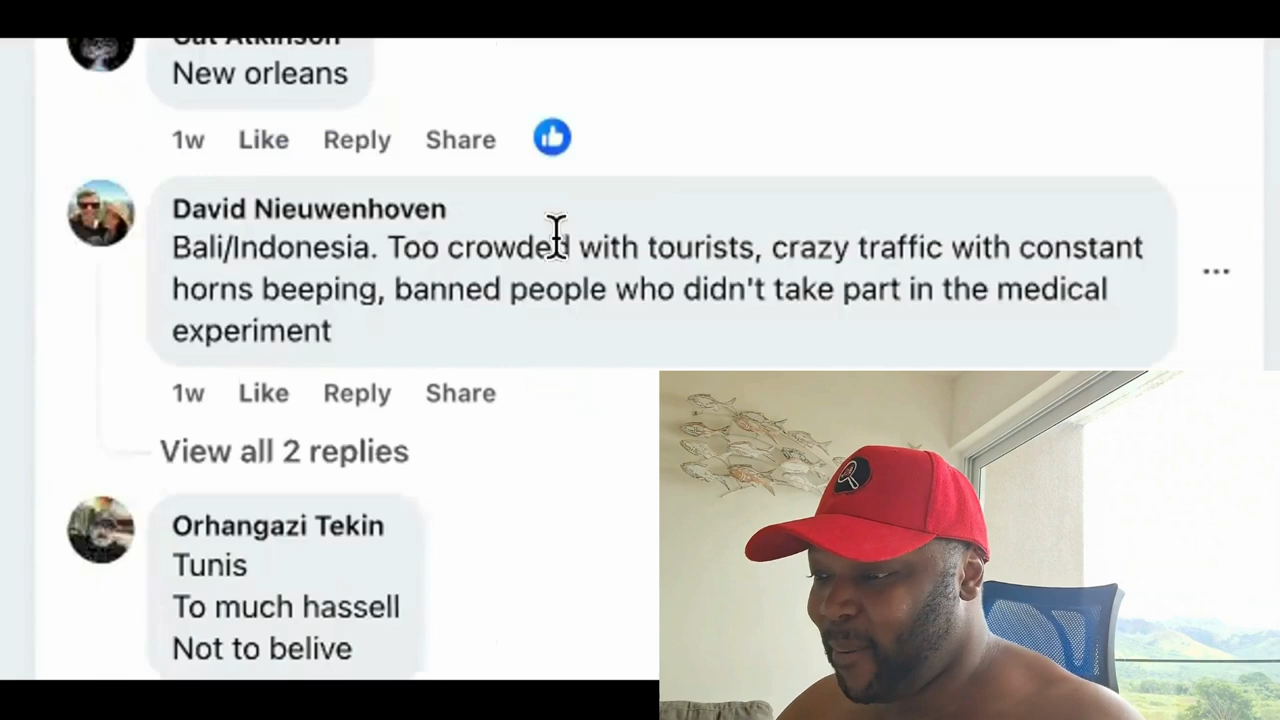 Cat Atkinson
New orleans
1w Like Reply Share
David Nieuwenhoven
Bali/Indonesia. Too crowded with tourists, crazy traffic with constant
horns beeping, banned people who didn't take part in the medical
experiment
1w Like Reply Share
View all 2 replies
Orhangazi Tekin
Tunis
To much hassell
Not to belive